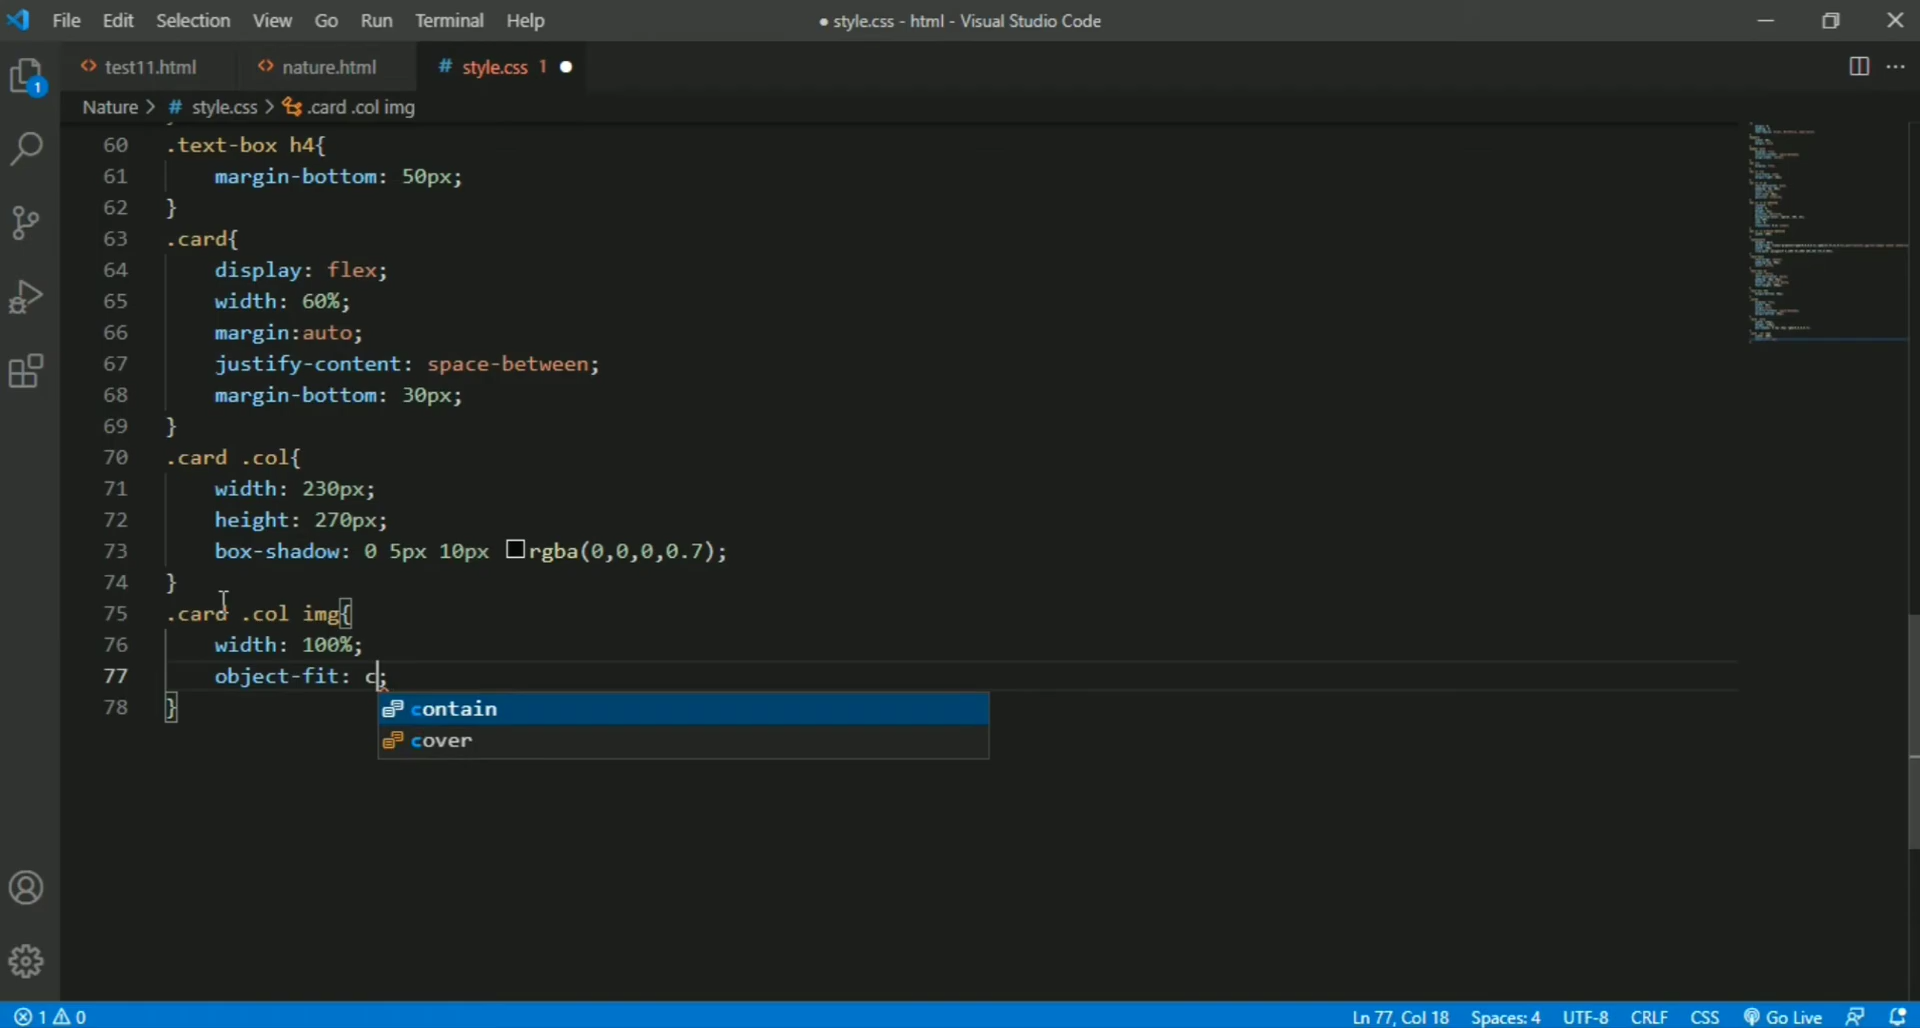 File Edit Selection View Go Run Terminal Help
● style.css - html - Visual Studio Code
1
<> test11.html <> nature.html # style.css 1 ●
Nature > # style.css > .card .col img
60 .text-box h4{
61 margin-bottom: 50px;
62 }
63 .card{
64 display: flex;
65 width: 60%;
66 margin:auto;
67 justify-content: space-between;
68 margin-bottom: 30px;
69 }
70 .card .col{
71 width: 230px;
72 height: 270px;
73 box-shadow: 0 5px 10px rgba(0,0,0,0.7);
74 }
75 .card .col img{
76 width: 100%;
77 object-fit: c;
78 }
contain
cover
1 0 Ln 77, Col 18 Spaces: 4 UTF-8 CRLF CSS Go Live